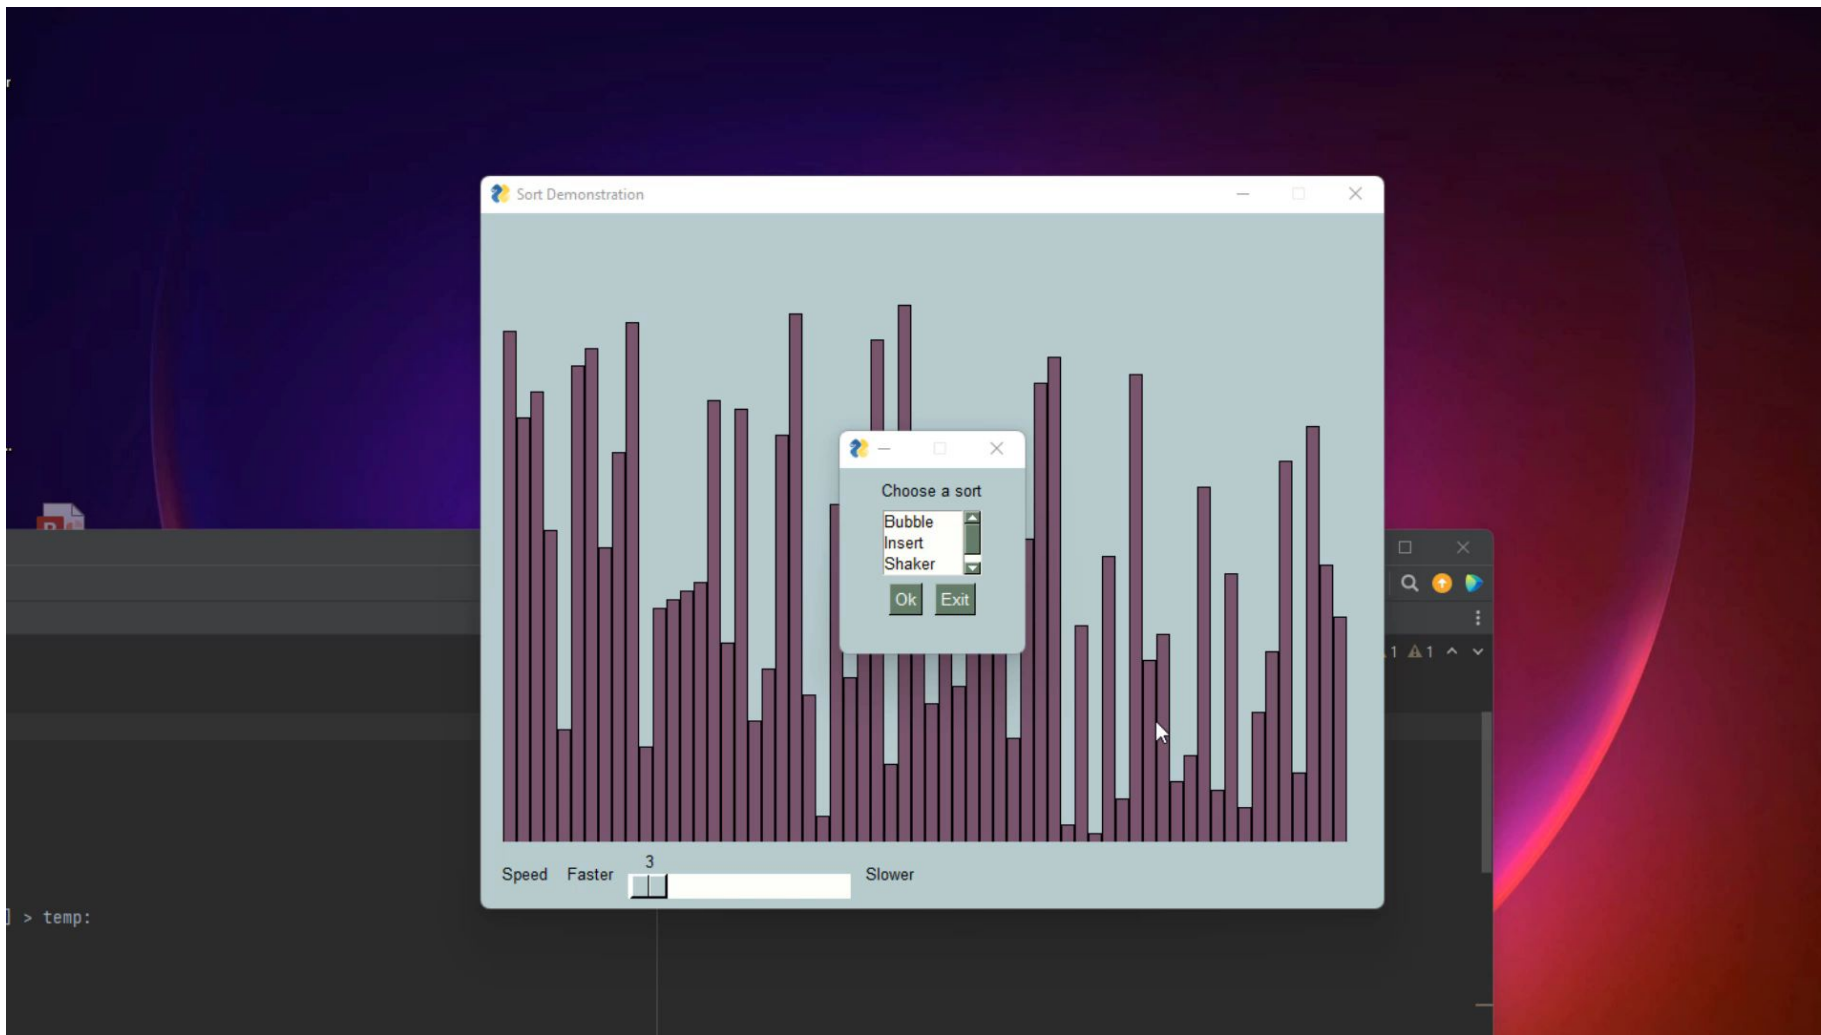 r
Sort Demonstration
..
Choose a sort
Bubble
Insert
Shaker
Ok Exit
1 1
3
Speed Faster Slower
] > temp: